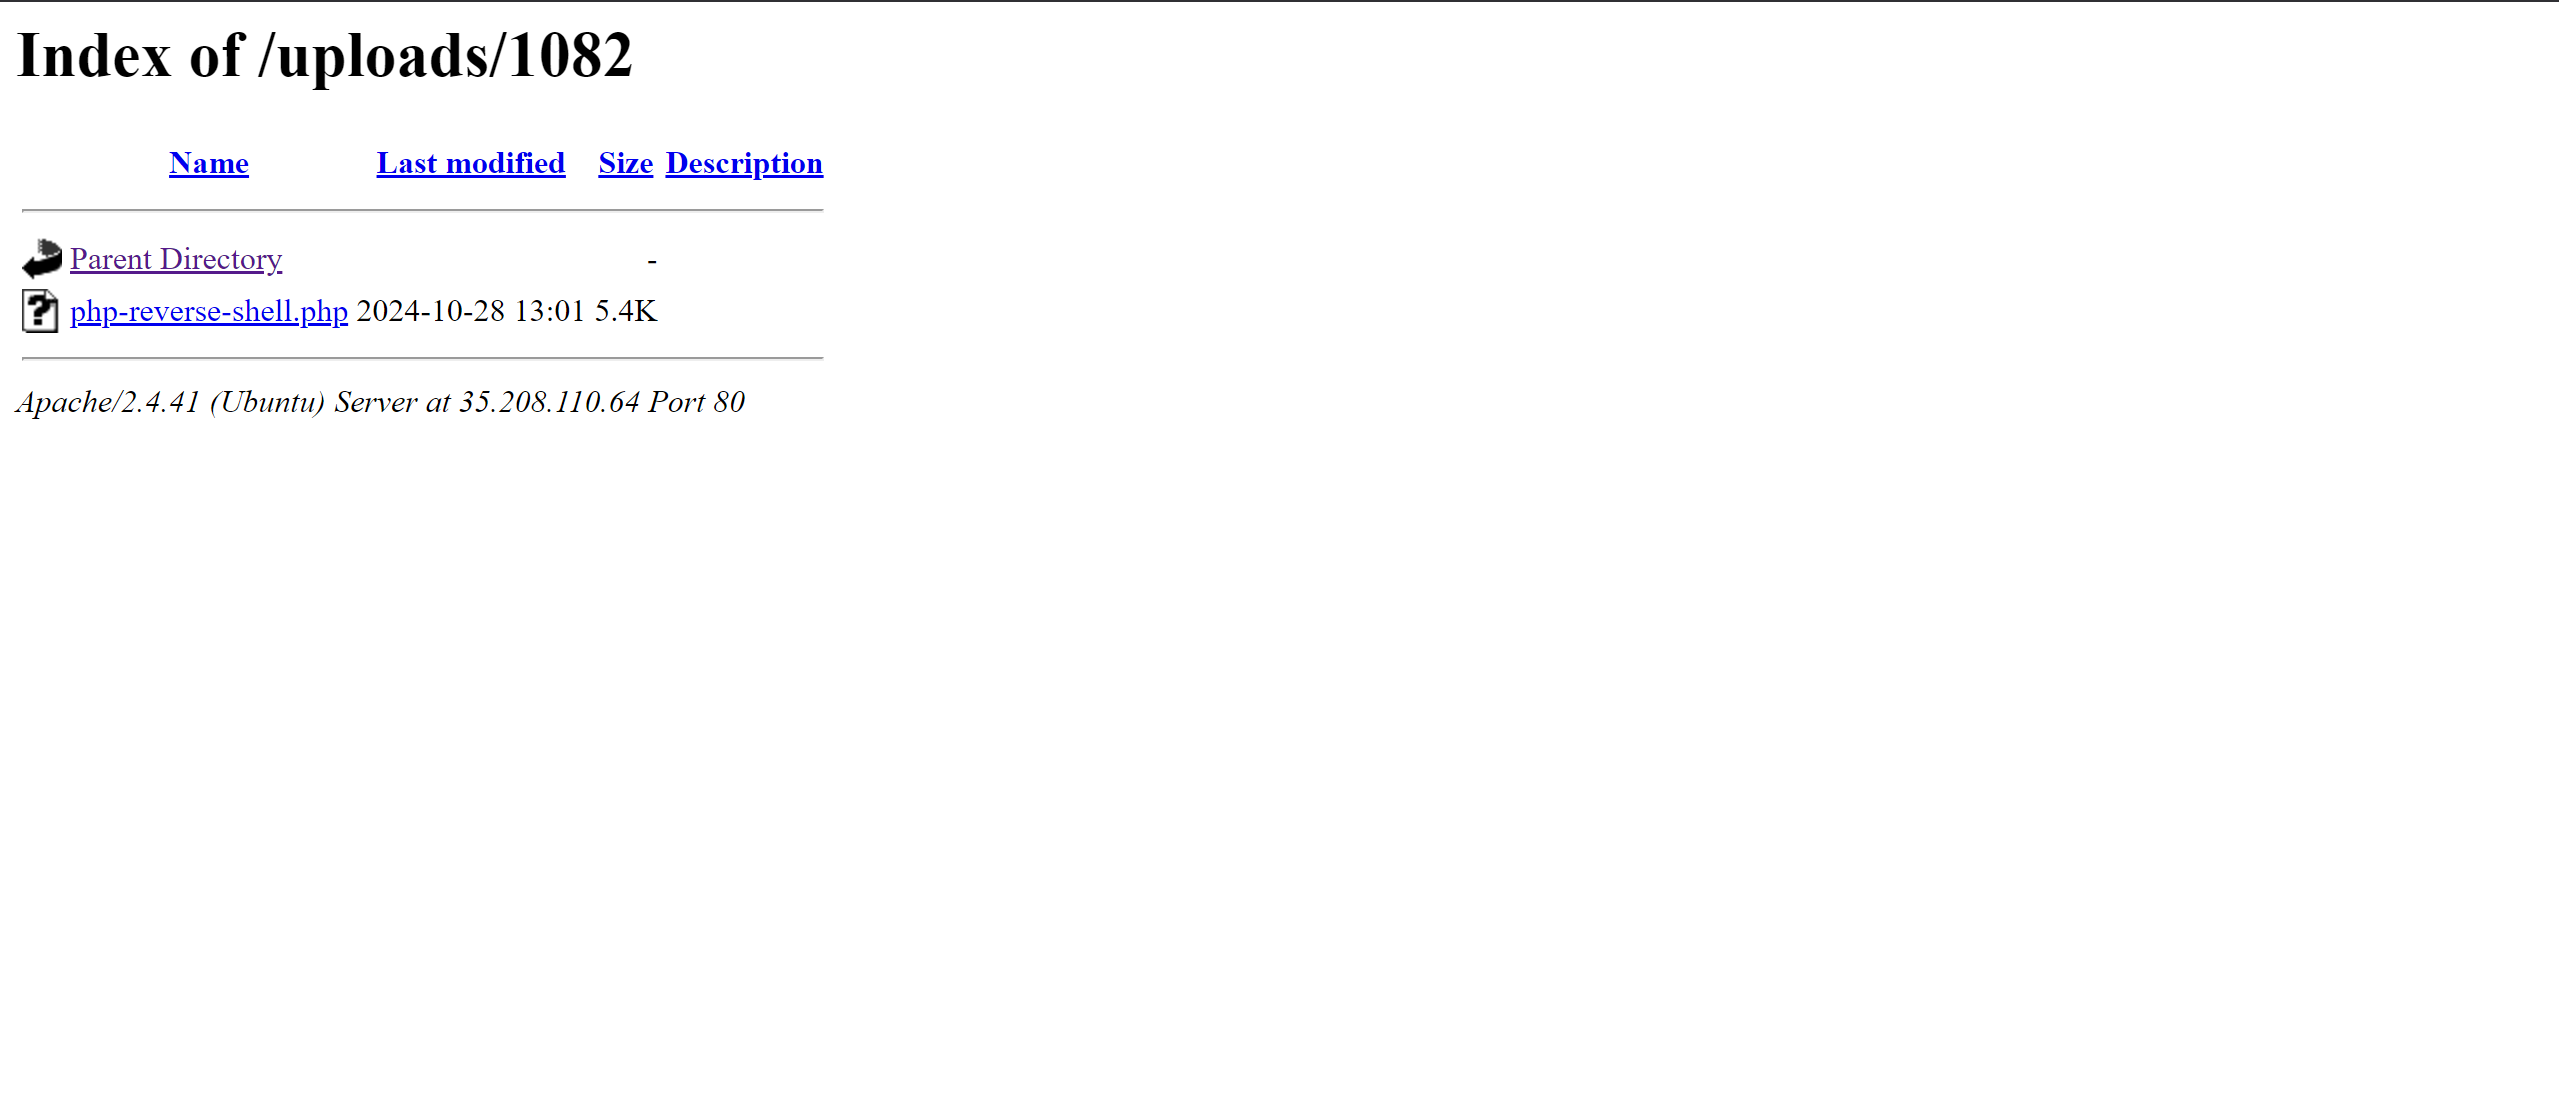 Index of /uploads/1082
Name Last modified Size Description
Parent Directory -
php-reverse-shell.php 2024-10-28 13:01 5.4K
Apache/2.4.41 (Ubuntu) Server at 35.208.110.64 Port 80